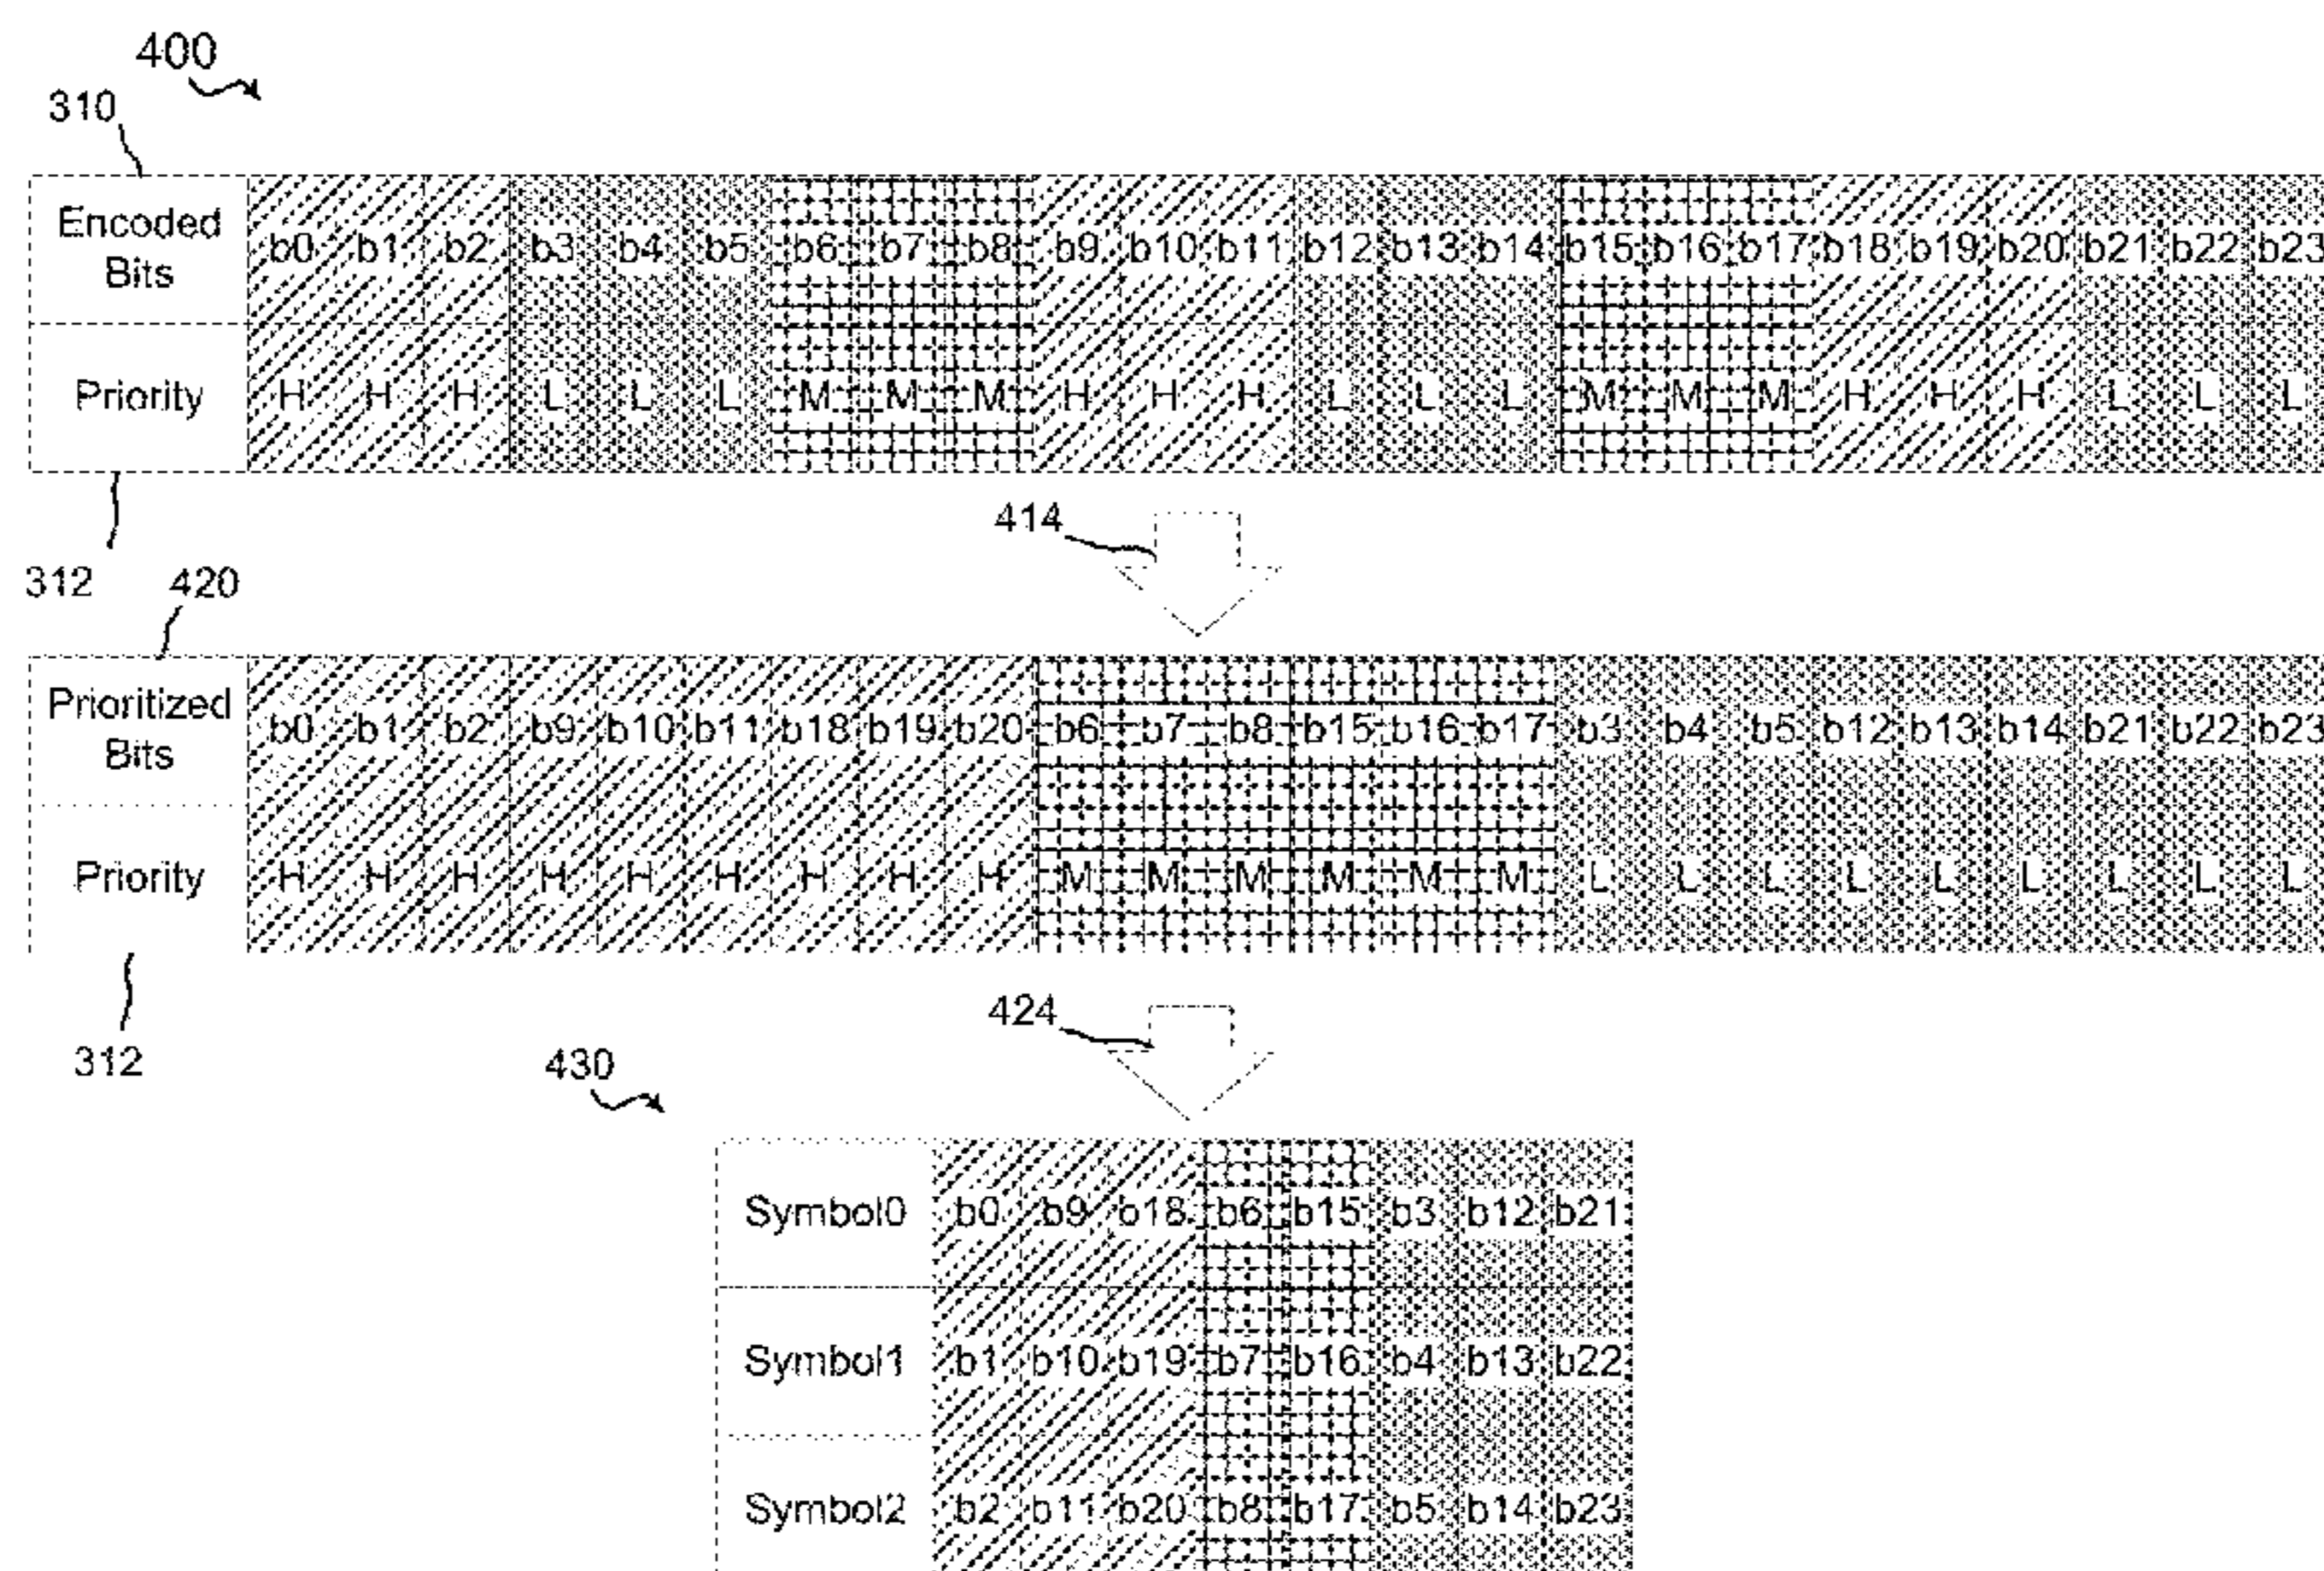 400
310
Encoded Bits b0 b1 b2 b3 b4 b5 b6 b7 b8 b9 b10 b11 b12 b13 b14 b15 b16 b17 b18 b19 b20 b21 b22 b23
Priority H H H L L L M M M H H H L L L M M M H H H L L L
414
312 420
Prioritized Bits b0 b1 b2 b9 b10 b11 b18 b19 b20 b6 b7 b8 b15 b16 b17 b3 b4 b5 b12 b13 b14 b21 b22 b23
Priority H H H H H H H H H M M M M M M L L L L L L L L L
424
312
430
Symbol0 b0 b9 b18 b6 b15 b3 b12 b21
Symbol1 b1 b10 b19 b7 b16 b4 b13 b22
Symbol2 b2 b11 b20 b8 b17 b5 b14 b23